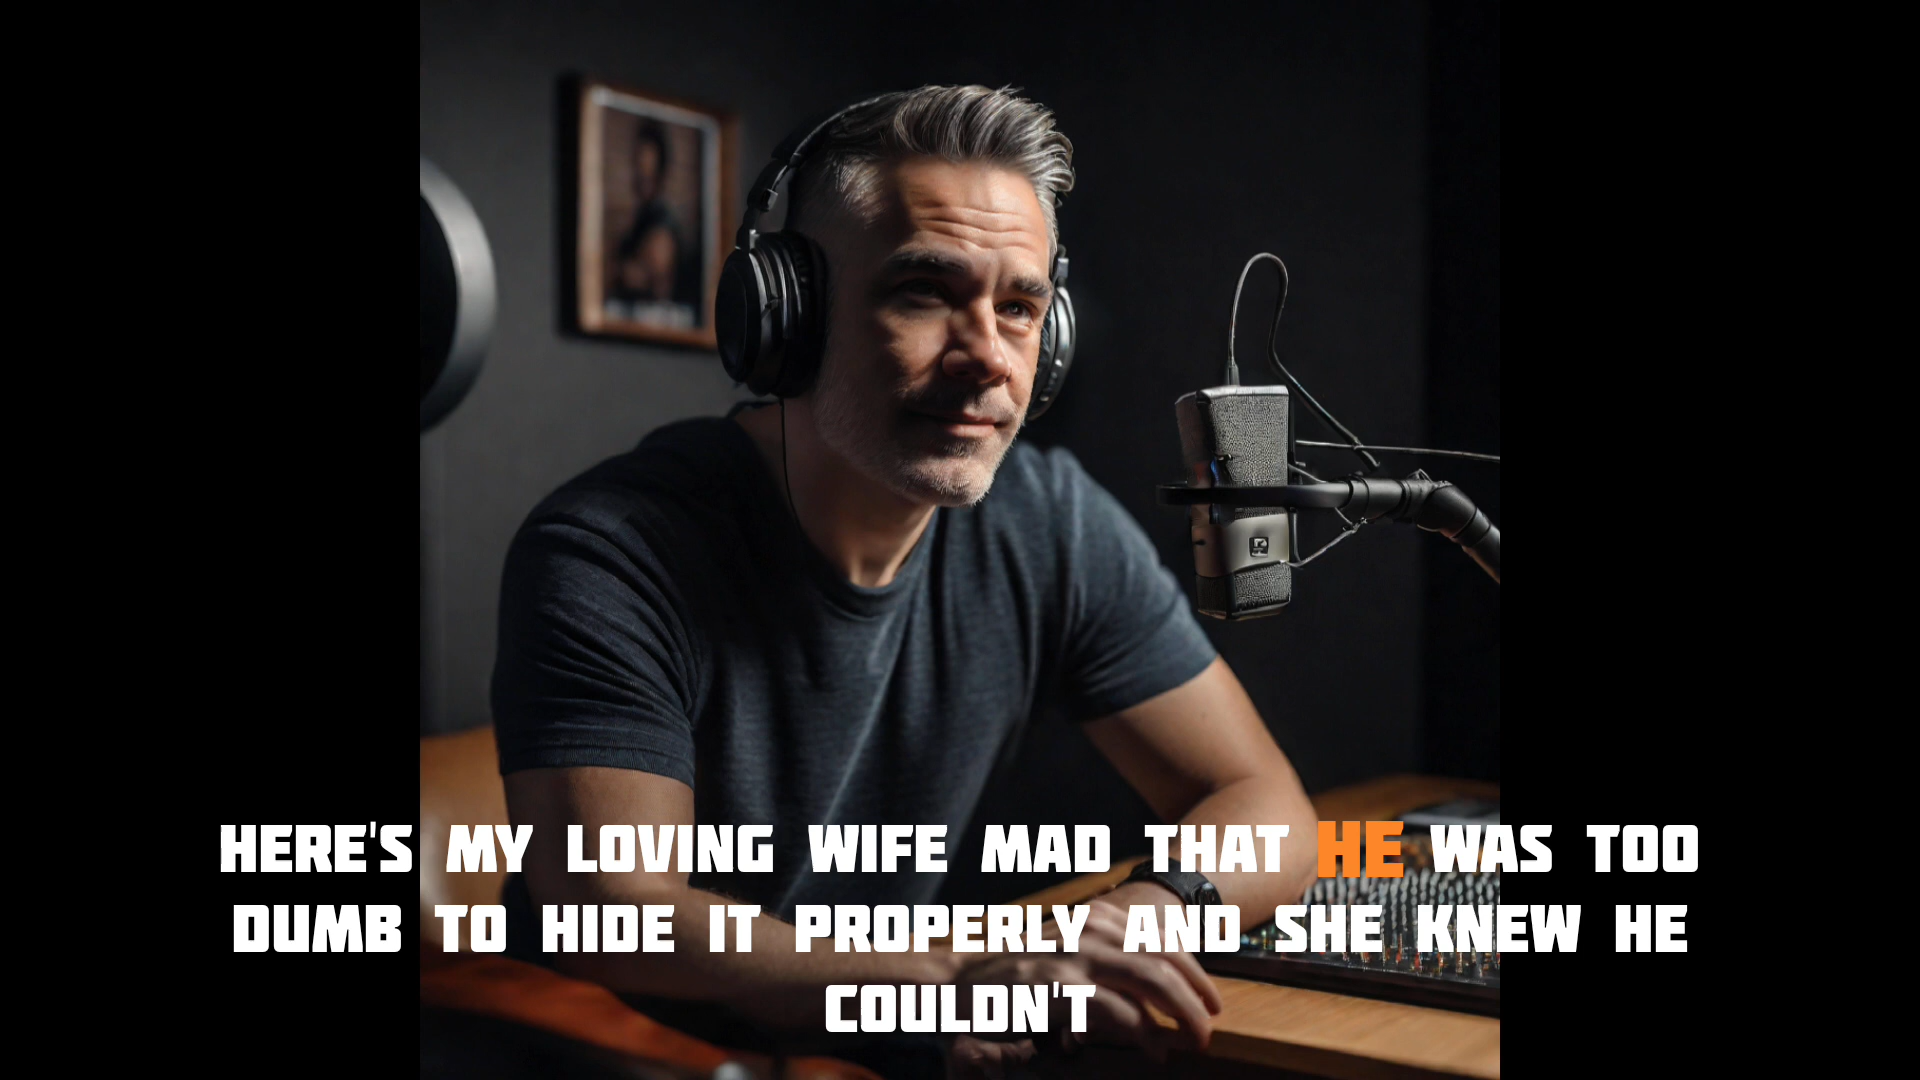 HERE'S MY LOVING WIFE MAD THAT HE WAS TOO
DUMB TO HIDE IT PROPERLY AND SHE KNEW HE
COULDN'T